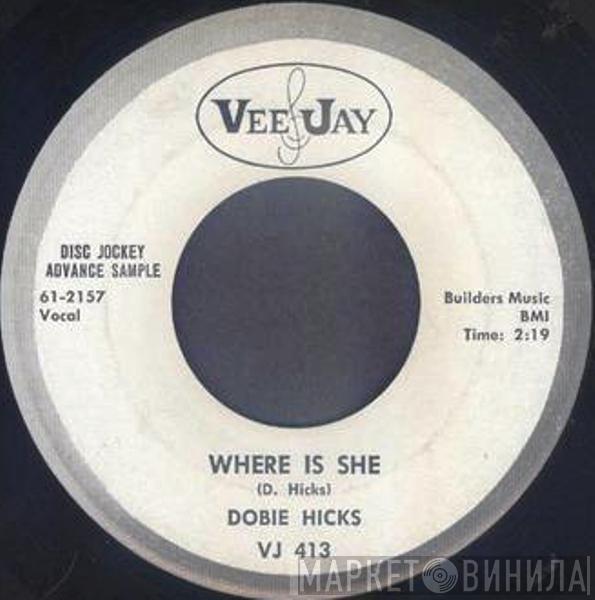 VEE JAY
DISC JOCKEY
ADVANCE SAMPLE
61-2157
Vocal
Builders Music
BMI
Time: 2:19
WHERE IS SHE
(D. Hicks)
DOBIE HICKS
VJ 413
МАРКЕТ ВИНИЛА